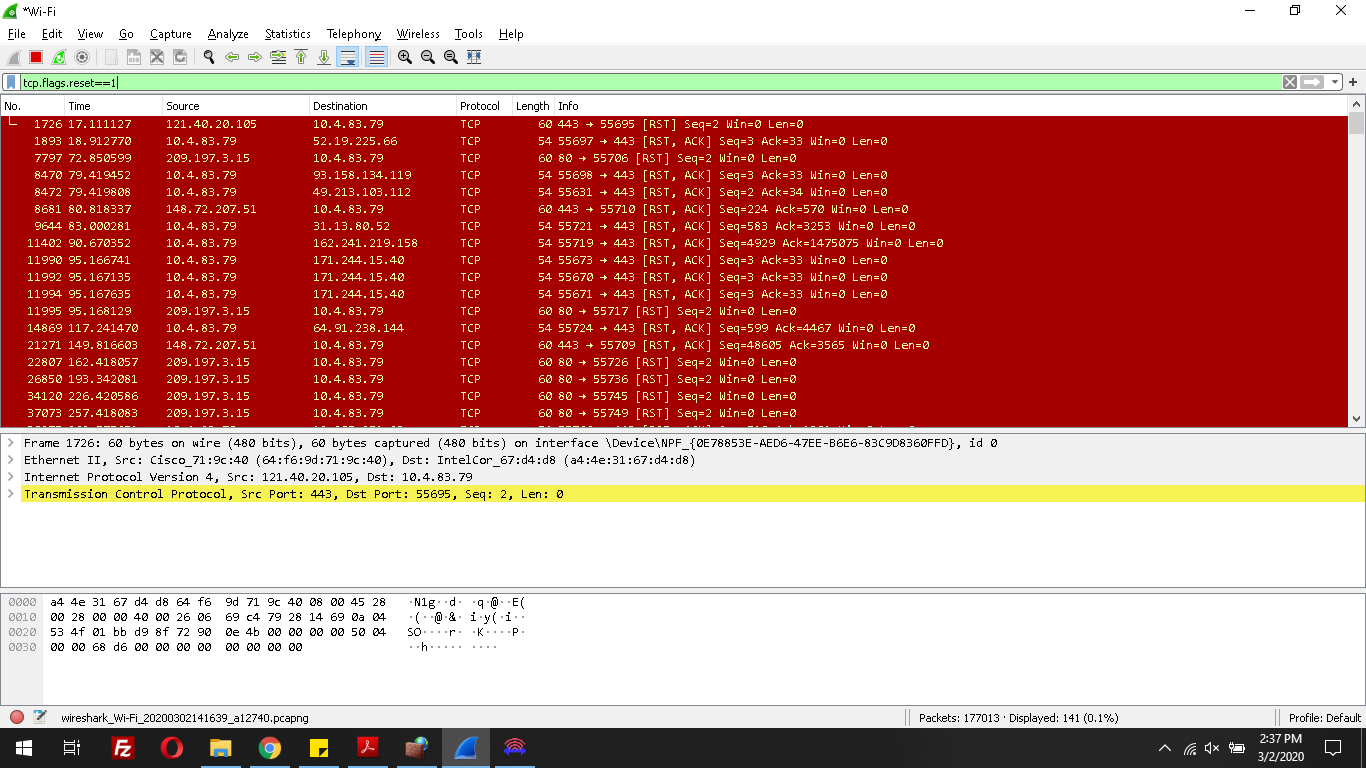 *Wi-Fi
File Edit View Go Capture Analyze Statistics Telephony Wireless Tools Help
tcp.flags.reset==1
No. Time Source Destination Protocol Length Info
1726 17.111127 121.40.20.105 10.4.83.79 TCP 60 443 → 55695 [RST] Seq=2 Win=0 Len=0
1893 18.912770 10.4.83.79 52.19.225.66 TCP 54 55697 → 443 [RST, ACK] Seq=3 Ack=33 Win=0 Len=0
7797 72.850599 209.197.3.15 10.4.83.79 TCP 60 80 → 55706 [RST] Seq=2 Win=0 Len=0
8470 79.419452 10.4.83.79 93.158.134.119 TCP 54 55698 → 443 [RST, ACK] Seq=3 Ack=33 Win=0 Len=0
8472 79.419808 10.4.83.79 49.213.103.112 TCP 54 55631 → 443 [RST, ACK] Seq=2 Ack=34 Win=0 Len=0
8681 80.818337 148.72.207.51 10.4.83.79 TCP 60 443 → 55710 [RST, ACK] Seq=224 Ack=570 Win=0 Len=0
9644 83.000281 10.4.83.79 31.13.80.52 TCP 54 55721 → 443 [RST, ACK] Seq=583 Ack=3253 Win=0 Len=0
11402 90.670352 10.4.83.79 162.241.219.158 TCP 54 55719 → 443 [RST, ACK] Seq=4929 Ack=1475075 Win=0 Len=0
11990 95.166741 10.4.83.79 171.244.15.40 TCP 54 55673 → 443 [RST, ACK] Seq=3 Ack=33 Win=0 Len=0
11992 95.167135 10.4.83.79 171.244.15.40 TCP 54 55670 → 443 [RST, ACK] Seq=3 Ack=33 Win=0 Len=0
11994 95.167635 10.4.83.79 171.244.15.40 TCP 54 55671 → 443 [RST, ACK] Seq=3 Ack=33 Win=0 Len=0
11995 95.168129 209.197.3.15 10.4.83.79 TCP 60 80 → 55717 [RST] Seq=2 Win=0 Len=0
14869 117.241470 10.4.83.79 64.91.238.144 TCP 54 55724 → 443 [RST, ACK] Seq=599 Ack=4467 Win=0 Len=0
21271 149.816603 148.72.207.51 10.4.83.79 TCP 60 443 → 55709 [RST, ACK] Seq=48605 Ack=3565 Win=0 Len=0
22807 162.418057 209.197.3.15 10.4.83.79 TCP 60 80 → 55726 [RST] Seq=2 Win=0 Len=0
26850 193.342081 209.197.3.15 10.4.83.79 TCP 60 80 → 55736 [RST] Seq=2 Win=0 Len=0
34120 226.420586 209.197.3.15 10.4.83.79 TCP 60 80 → 55745 [RST] Seq=2 Win=0 Len=0
37073 257.418083 209.197.3.15 10.4.83.79 TCP 60 80 → 55749 [RST] Seq=2 Win=0 Len=0
Frame 1726: 60 bytes on wire (480 bits), 60 bytes captured (480 bits) on interface \Device\NPF_{0E78853E-AED6-47EE-B6E6-83C9D8360FFD}, id 0
Ethernet II, Src: Cisco_71:9c:40 (64:f6:9d:71:9c:40), Dst: IntelCor_67:d4:d8 (a4:4e:31:67:d4:d8)
Internet Protocol Version 4, Src: 121.40.20.105, Dst: 10.4.83.79
Transmission Control Protocol, Src Port: 443, Dst Port: 55695, Seq: 2, Len: 0
0000 a4 4e 31 67 d4 d8 64 f6 9d 71 9c 40 08 00 45 28 ·N1g··d· ·q·@··E(
0010 00 28 00 00 40 00 26 06 69 c4 79 28 14 69 0a 04 ·(··@·&· i·y(·i··
0020 53 4f 01 bb d9 8f 72 90 0e 4b 00 00 00 00 50 04 SO····r· ·K····P·
0030 00 00 68 d6 00 00 00 00 00 00 00 00 ··h····· ····
wireshark_Wi-Fi_20200302141639_a12740.pcapng
Packets: 177013 · Displayed: 141 (0.1%)
Profile: Default
2:37 PM
3/2/2020